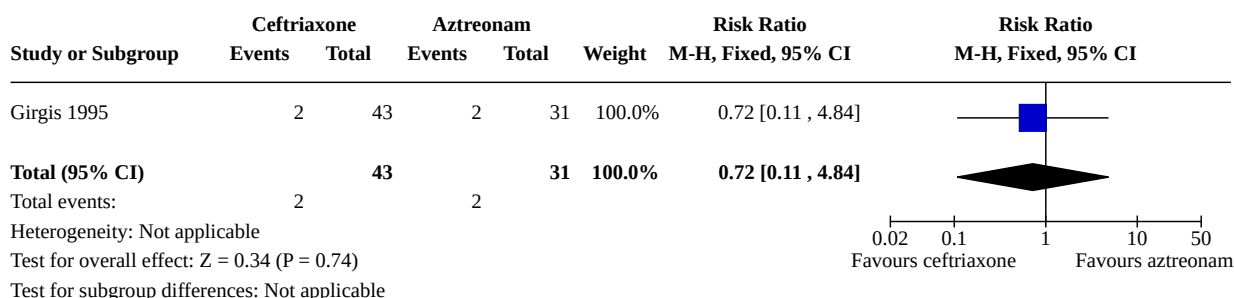 Ceftriaxone Aztreonam Risk Ratio Risk Ratio
Study or Subgroup Events Total Events Total Weight M-H, Fixed, 95% CI M-H, Fixed, 95% CI
Girgis 1995 2 43 2 31 100.0% 0.72 [0.11 , 4.84]
Total (95% CI) 43 31 100.0% 0.72 [0.11 , 4.84]
Total events: 2 2
Heterogeneity: Not applicable
0.02 0.1 1 10 50
Test for overall effect: Z = 0.34 (P = 0.74) Favours ceftriaxone Favours aztreonam
Test for subgroup differences: Not applicable